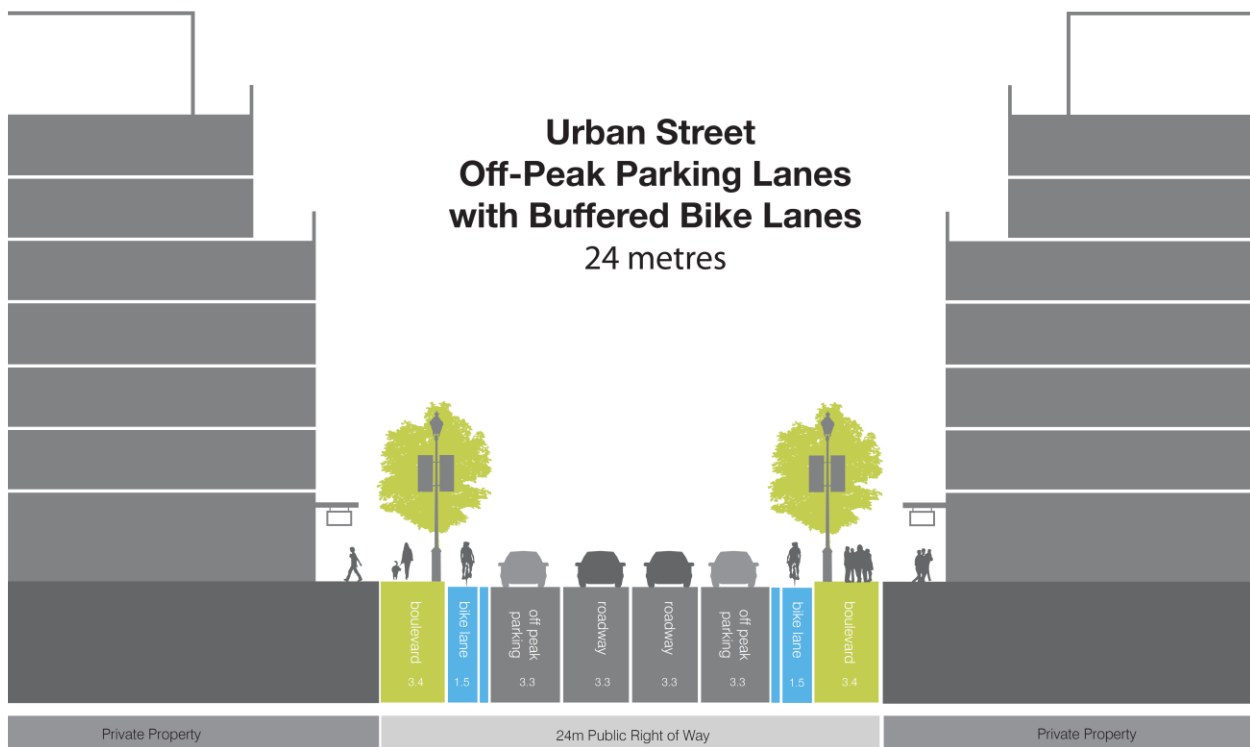 Urban Street
Off-Peak Parking Lanes
with Buffered Bike Lanes
24 metres
boulevard
3.4
bike lane
1.5
off peak
parking
3.3
roadway
3.3
roadway
3.3
off peak
parking
3.3
bike lane
1.5
boulevard
3.4
Private Property
24m Public Right of Way
Private Property